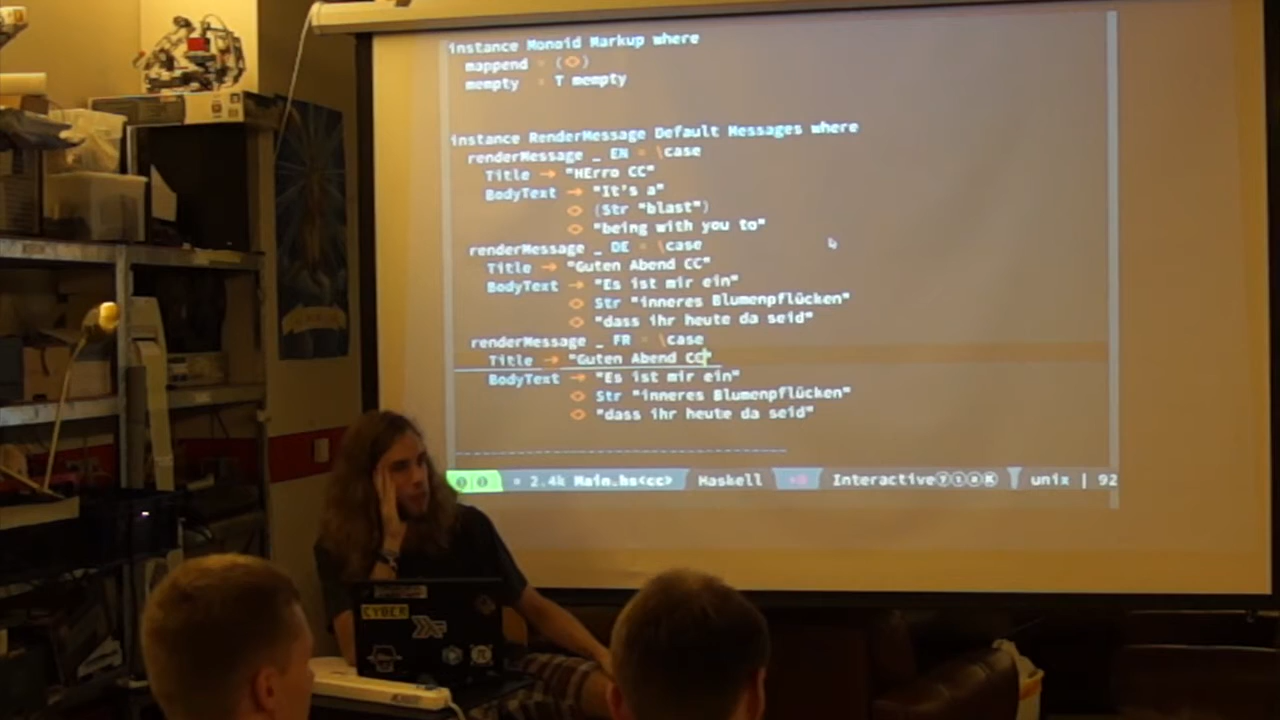 instance Monoid Markup where
mappend = (<>)
mempty = T mempty
instance RenderMessage Default Messages where
renderMessage _ EN = \case
Title → "HErro CC"
BodyText → "It's a"
<> (Str "blast")
<> "being with you to"
renderMessage _ DE = \case
Title → "Guten Abend CC"
BodyText → "Es ist mir ein"
<> Str "inneres Blumenpflücken"
<> "dass ihr heute da seid"
renderMessage _ FR = \case
Title → "Guten Abend CC"
BodyText → "Es ist mir ein"
<> Str "inneres Blumenpflücken"
<> "dass ihr heute da seid"
2.4k Main.hs<cc> Haskell Interactive unix | 92
CYBER